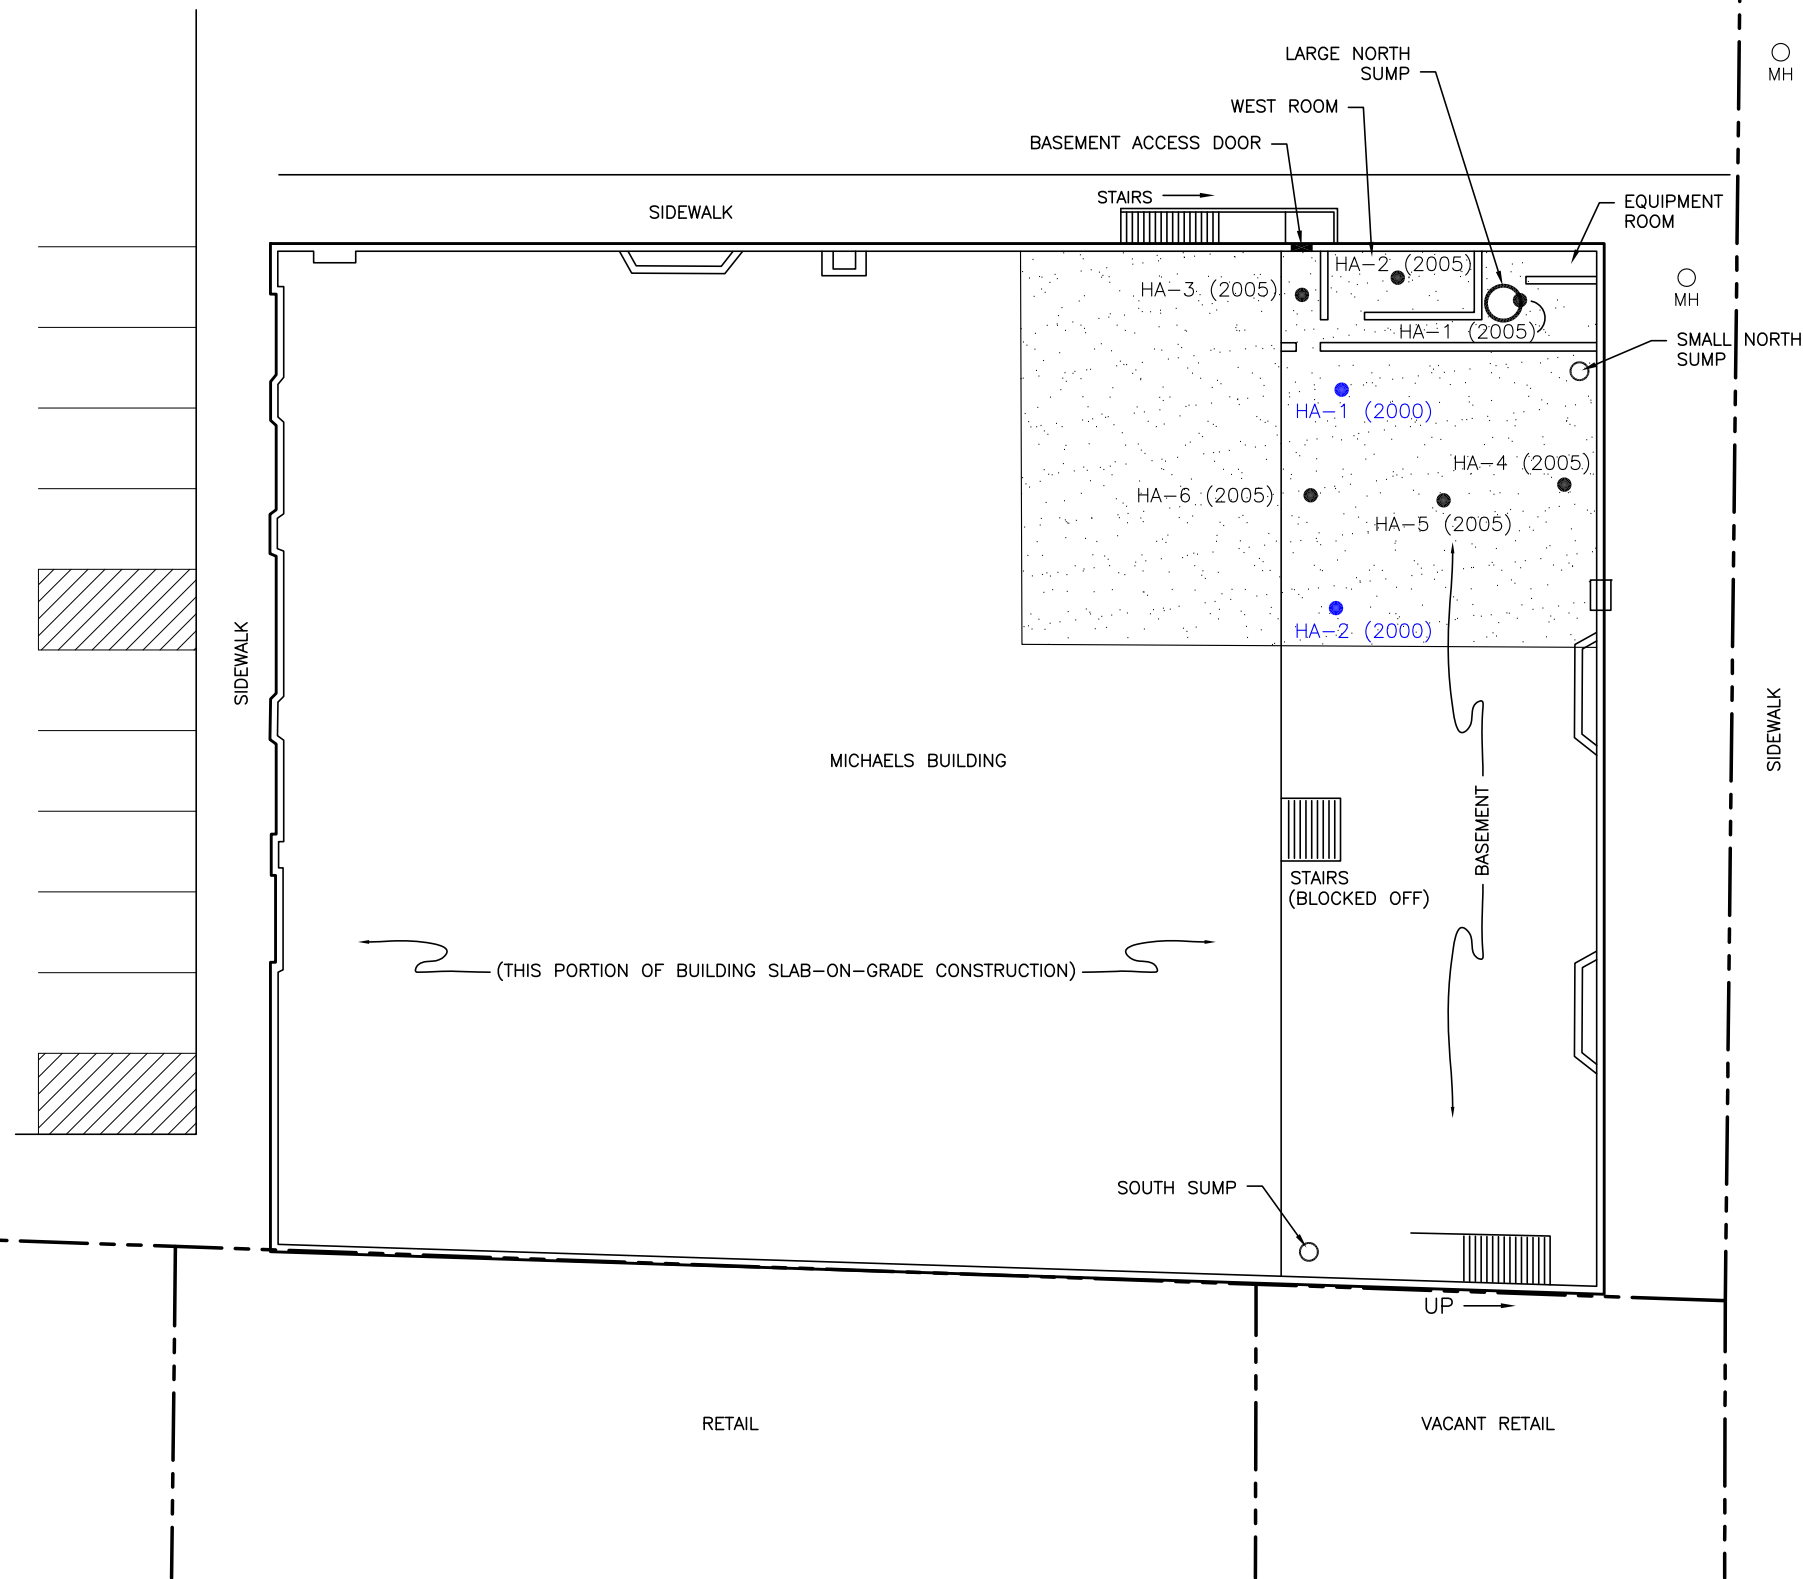 LARGE NORTH
SUMP
MH
WEST ROOM
BASEMENT ACCESS DOOR
STAIRS
EQUIPMENT
ROOM
SIDEWALK
HA-2 (2005)
HA-3 (2005)
MH
HA-1 (2005)
SMALL NORTH
SUMP
HA-1 (2000)
HA-4 (2005)
HA-6 (2005)
HA-5 (2005)
HA-2 (2000)
SIDEWALK
SIDEWALK
MICHAELS BUILDING
BASEMENT
STAIRS
(BLOCKED OFF)
(THIS PORTION OF BUILDING SLAB-ON-GRADE CONSTRUCTION)
SOUTH SUMP
UP
RETAIL
VACANT RETAIL